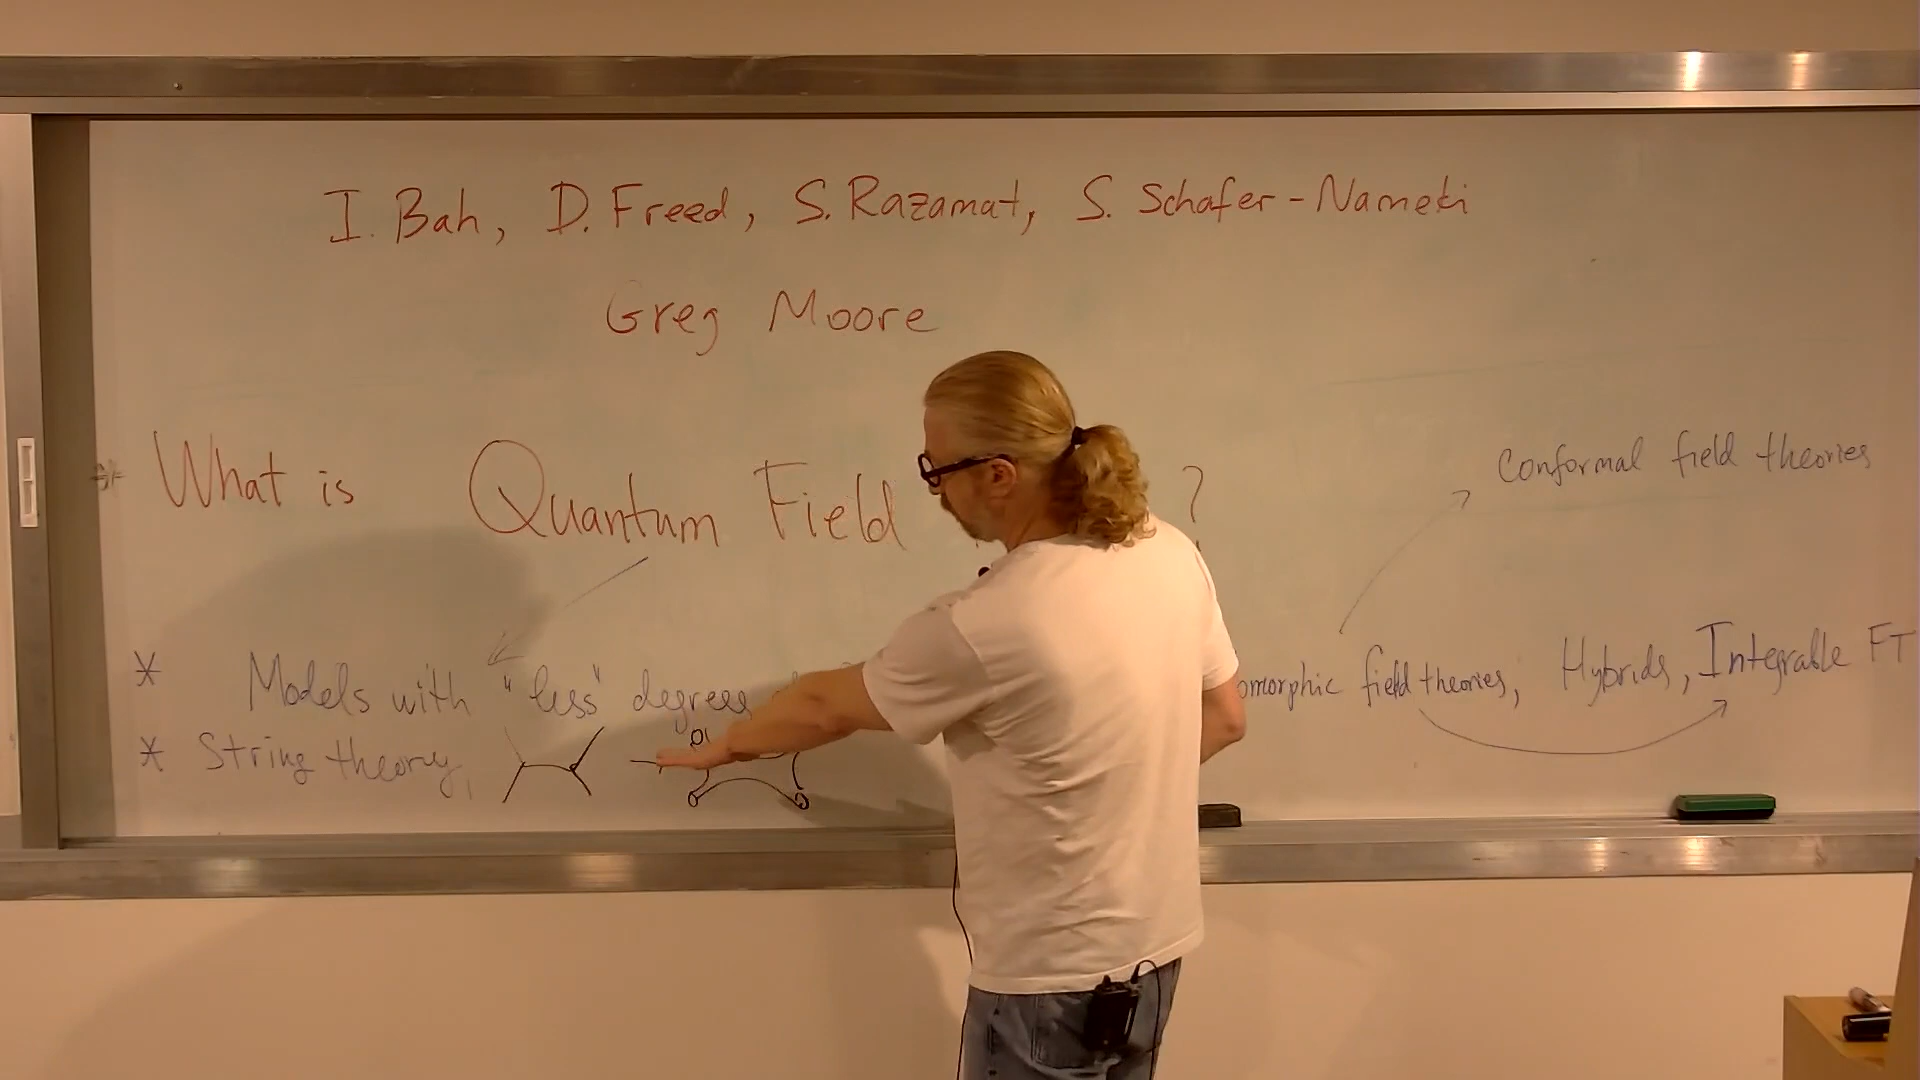 I. Bah, D. Freed, S. Razamat, S. Schafer-Nameki
Greg Moore
* What is Quantum Field ?
Conformal field theories
* Models with "less" degrees omorphic field theories, Hybrids, Integrable FT
* String theory,